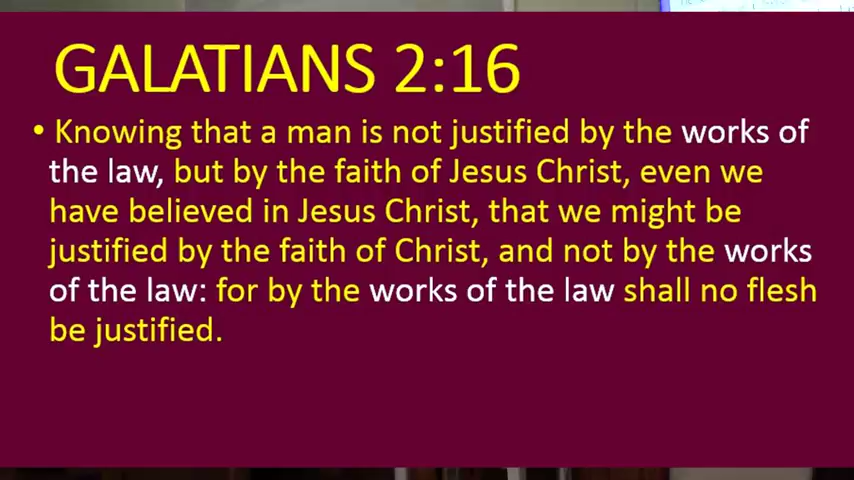 GALATIANS 2:16
• Knowing that a man is not justified by the works of
the law, but by the faith of Jesus Christ, even we
have believed in Jesus Christ, that we might be
justified by the faith of Christ, and not by the works
of the law: for by the works of the law shall no flesh
be justified.